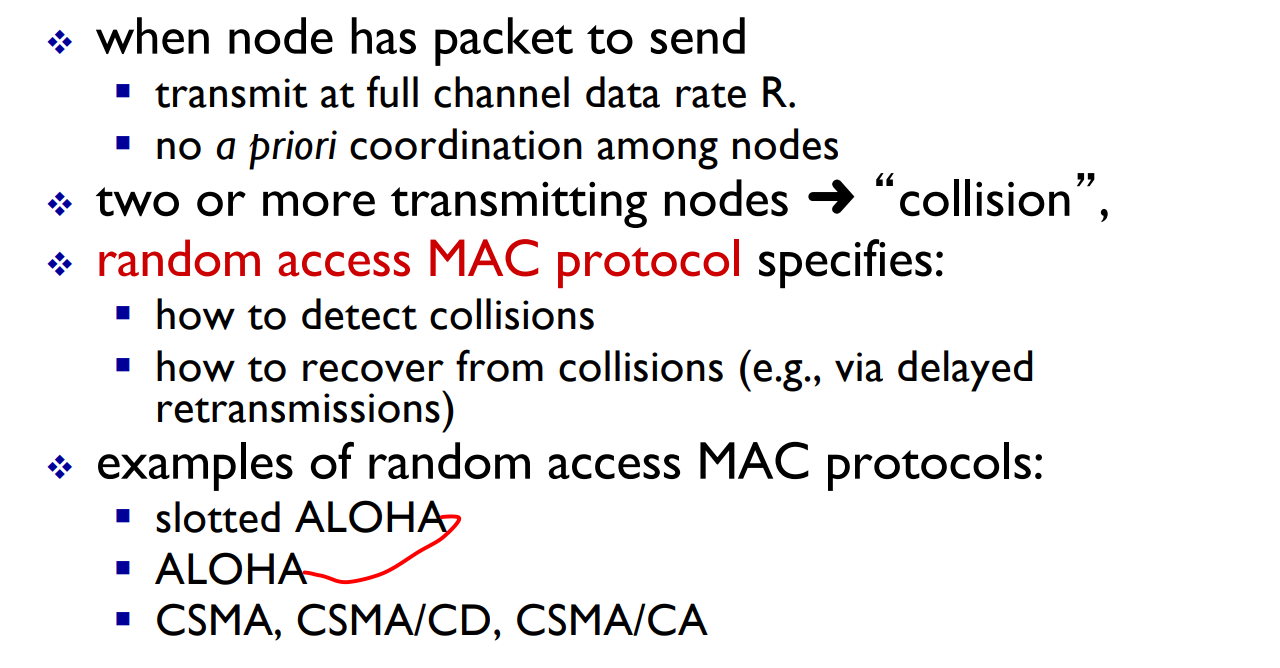 when node has packet to send
transmit at full channel data rate R.
no a priori coordination among nodes
two or more transmitting nodes ➜ “collision”,
random access MAC protocol specifies:
how to detect collisions
how to recover from collisions (e.g., via delayed
retransmissions)
examples of random access MAC protocols:
slotted ALOHA
ALOHA
CSMA, CSMA/CD, CSMA/CA